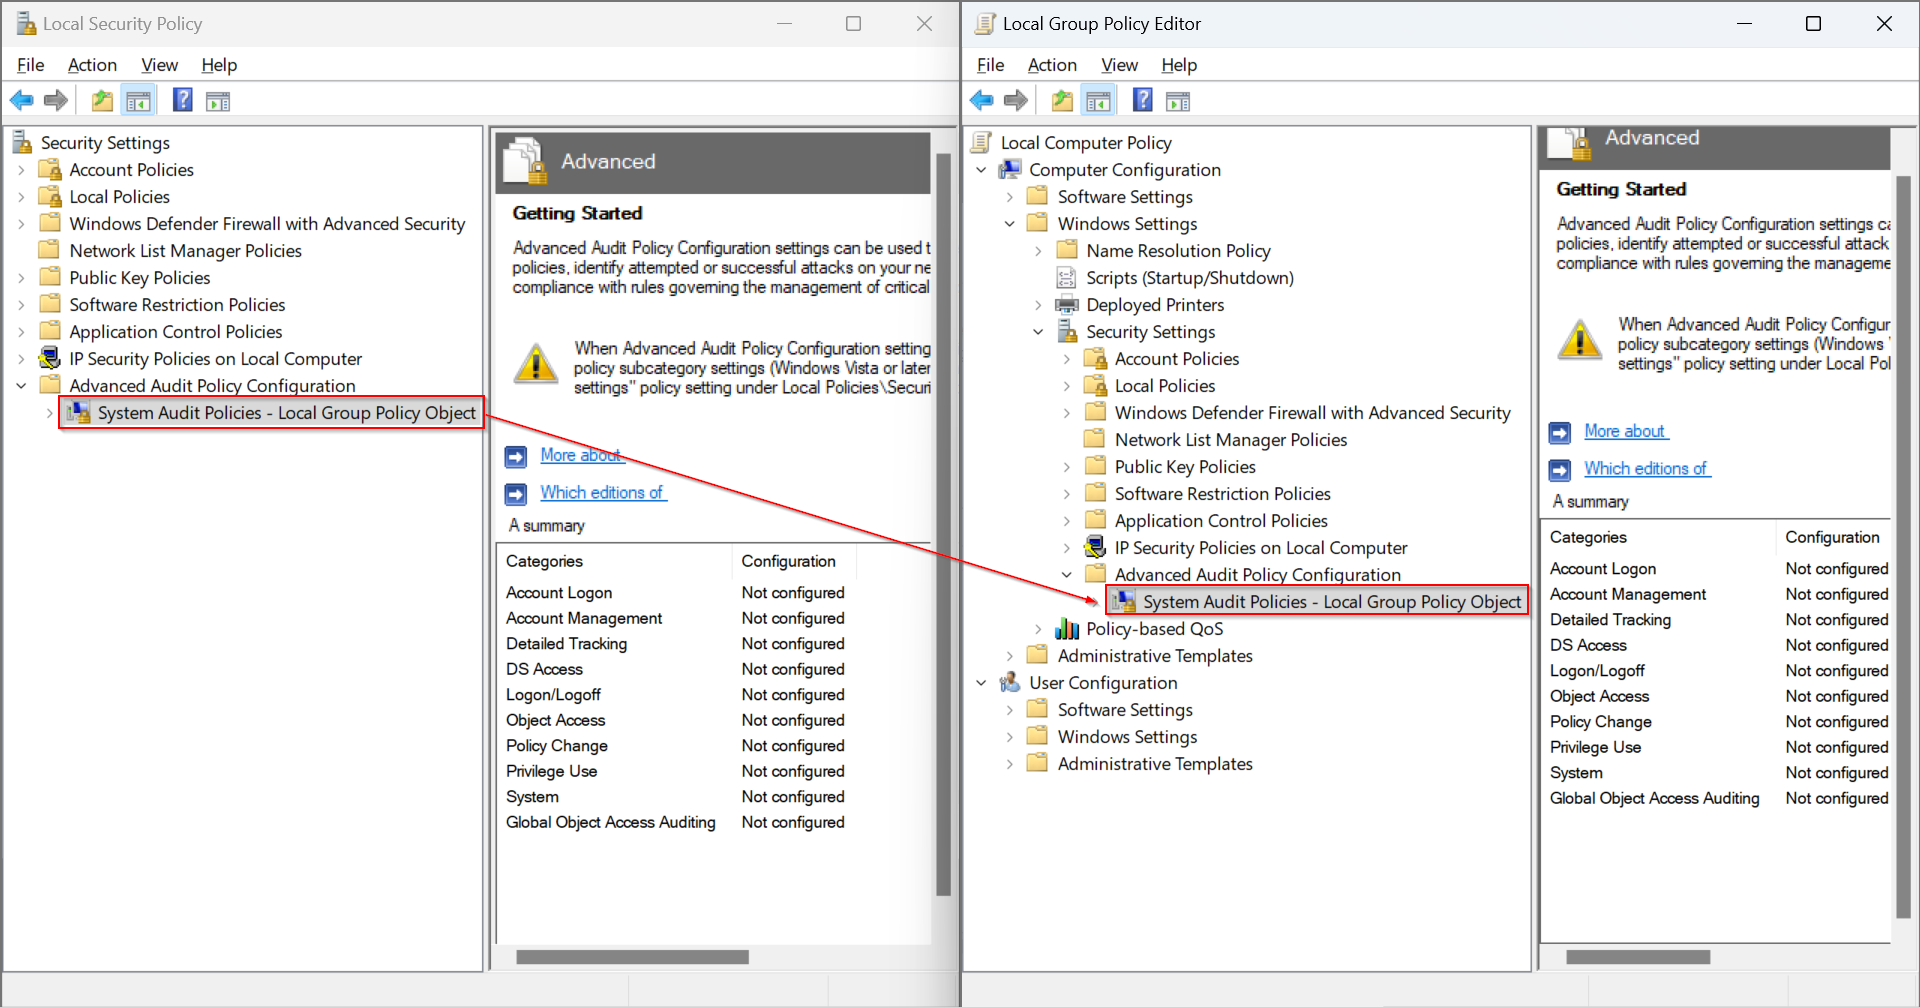 Local Security Policy
File Action View Help
Security Settings
Account Policies
Local Policies
Windows Defender Firewall with Advanced Security
Network List Manager Policies
Public Key Policies
Software Restriction Policies
Application Control Policies
IP Security Policies on Local Computer
Advanced Audit Policy Configuration
System Audit Policies - Local Group Policy Object
Advanced
Getting Started
Advanced Audit Policy Configuration settings can be used t
policies, identify attempted or successful attacks on your ne
compliance with rules governing the management of critical
When Advanced Audit Policy Configuration setting
policy subcategory settings (Windows Vista or later
settings" policy setting under Local Policies\Securi
More about
Which editions of
A summary
Categories Configuration
Account Logon Not configured
Account Management Not configured
Detailed Tracking Not configured
DS Access Not configured
Logon/Logoff Not configured
Object Access Not configured
Policy Change Not configured
Privilege Use Not configured
System Not configured
Global Object Access Auditing Not configured
Local Group Policy Editor
File Action View Help
Local Computer Policy
Computer Configuration
Software Settings
Windows Settings
Name Resolution Policy
Scripts (Startup/Shutdown)
Deployed Printers
Security Settings
Account Policies
Local Policies
Windows Defender Firewall with Advanced Security
Network List Manager Policies
Public Key Policies
Software Restriction Policies
Application Control Policies
IP Security Policies on Local Computer
Advanced Audit Policy Configuration
System Audit Policies - Local Group Policy Object
Policy-based QoS
Administrative Templates
User Configuration
Software Settings
Windows Settings
Administrative Templates
Advanced
Getting Started
Advanced Audit Policy Configuration settings ca
policies, identify attempted or successful attack
compliance with rules governing the manageme
When Advanced Audit Policy Configur
policy subcategory settings (Windows
settings" policy setting under Local Pol
More about
Which editions of
A summary
Categories Configuration
Account Logon Not configured
Account Management Not configured
Detailed Tracking Not configured
DS Access Not configured
Logon/Logoff Not configured
Object Access Not configured
Policy Change Not configured
Privilege Use Not configured
System Not configured
Global Object Access Auditing Not configured